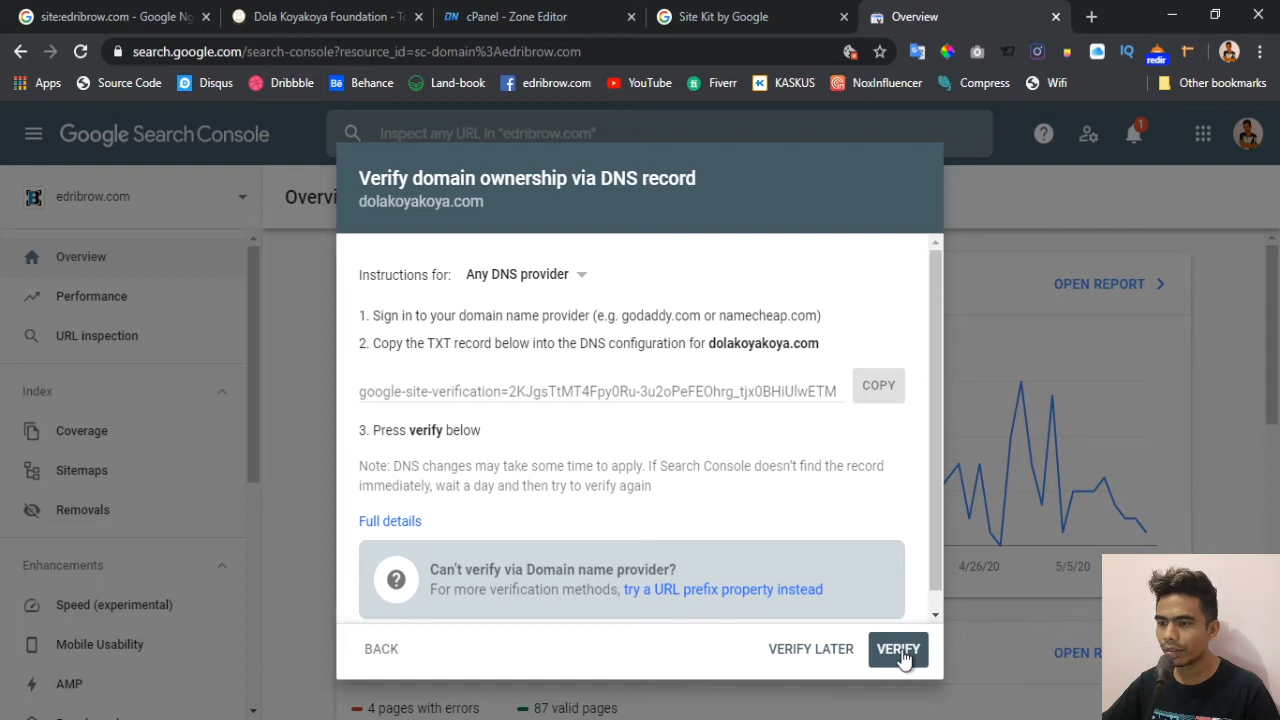 site:edribrow.com - Google Ng
Dola Koyakoya Foundation - To
DN cPanel - Zone Editor
Site Kit by Google
Overview
search.google.com/search-console?resource_id=sc-domain%3Aedribrow.com
redir
Apps
Source Code
Disqus
Dribbble
Behance
Land-Book
edribrow.com
YouTube
Fiverr
KASKUS
NoxInfluencer
Compress
Wifi
Other bookmarks
Google Search Console
Inspect any URL in "edribrow.com"
1
edribrow.com
Overvi
Overview
Performance
URL inspection
Index
Coverage
Sitemaps
Removals
Enhancements
Speed (experimental)
Mobile Usability
AMP
Verify domain ownership via DNS record
dolakoyakoya.com
Instructions for: Any DNS provider
1. Sign in to your domain name provider (e.g. godaddy.com or namecheap.com)
2. Copy the TXT record below into the DNS configuration for dolakoyakoya.com
google-site-verification=2KJgsTtMT4Fpy0Ru-3u2oPeFEOhrg_tjx0BHiUlwETM
COPY
3. Press verify below
Note: DNS changes may take some time to apply. If Search Console doesn't find the record
immediately, wait a day and then try to verify again
Full details
Can't verify via Domain name provider?
For more verification methods, try a URL prefix property instead
BACK
VERIFY LATER
VERIFY
OPEN REPORT
4/26/20
5/5/20
OPEN R
4 pages with errors
87 valid pages